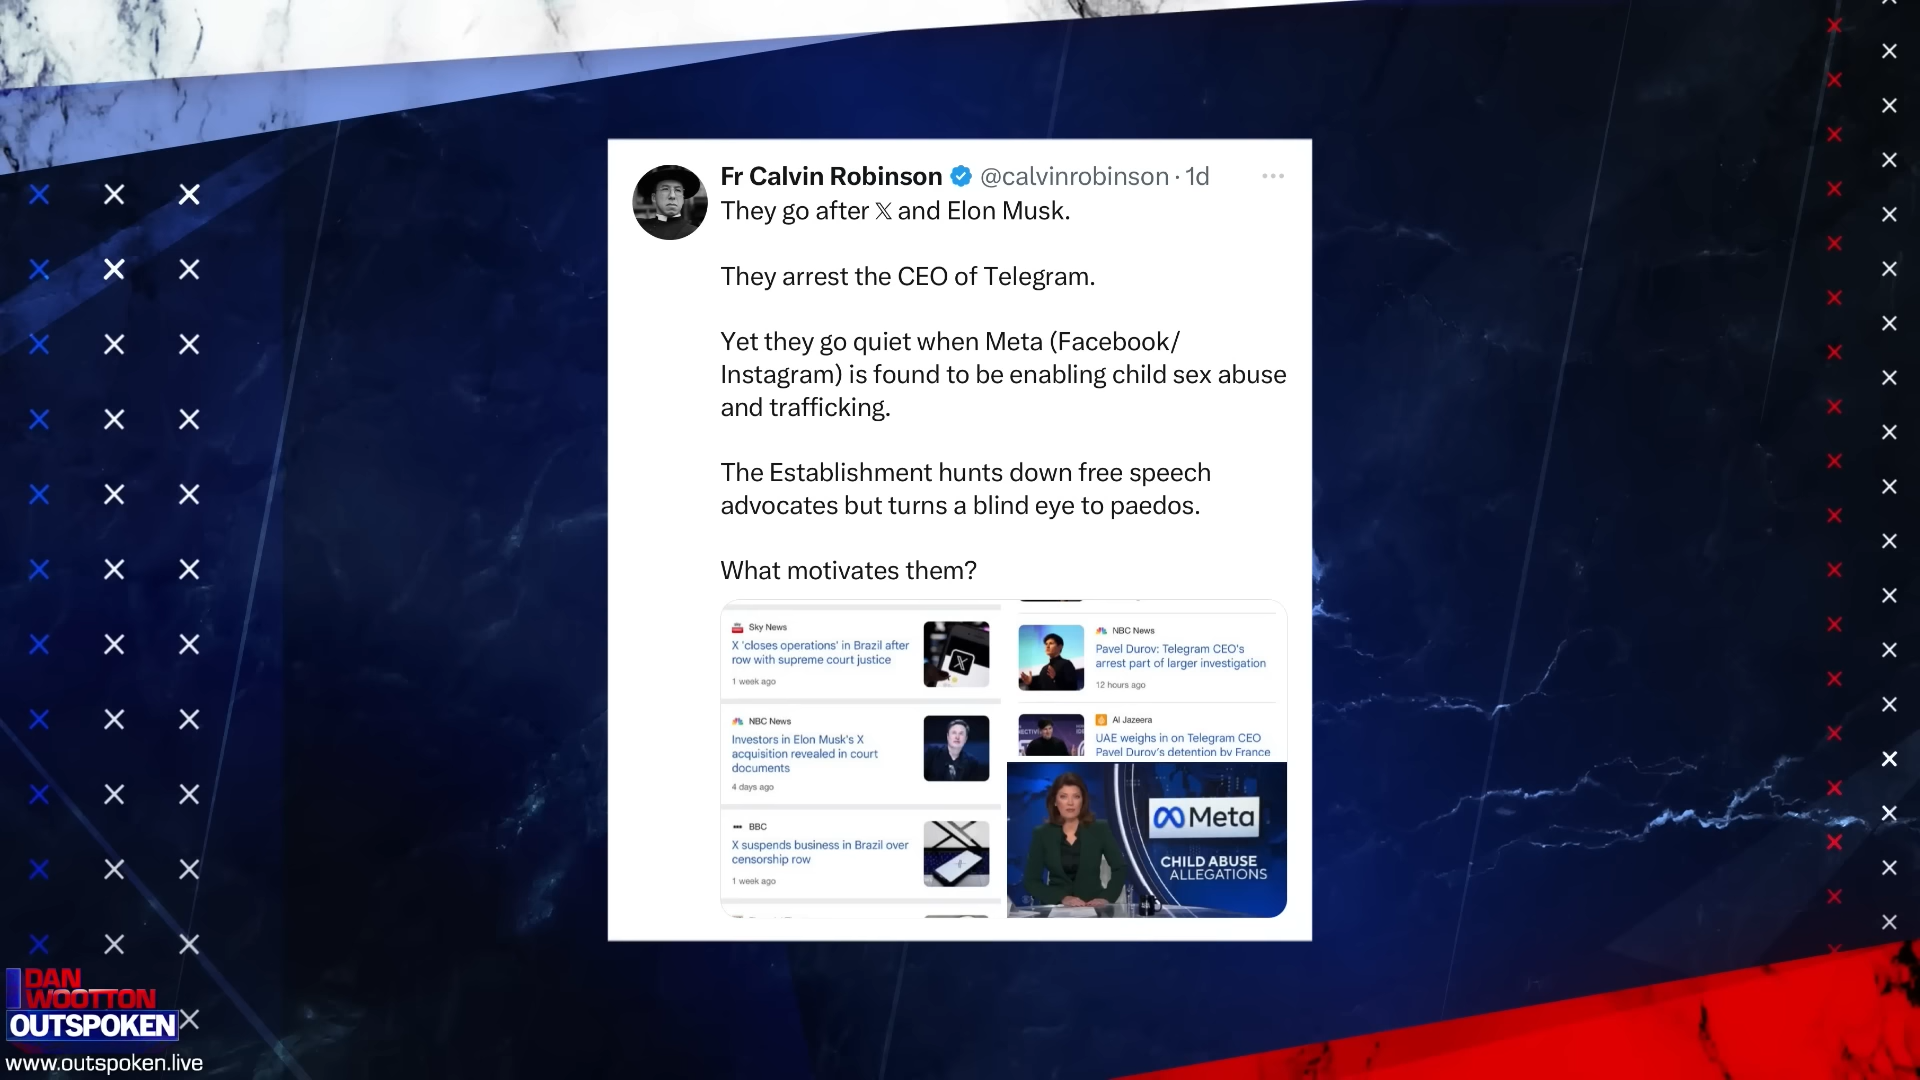 Fr Calvin Robinson @calvinrobinson · 1d
They go after 𝕏 and Elon Musk.
They arrest the CEO of Telegram.
Yet they go quiet when Meta (Facebook/
Instagram) is found to be enabling child sex abuse
and trafficking.
The Establishment hunts down free speech
advocates but turns a blind eye to paedos.
What motivates them?
Sky News
X 'closes operations' in Brazil after
row with supreme court justice
1 week ago
NBC News
Investors in Elon Musk's X
acquisition revealed in court
documents
4 days ago
BBC
X suspends business in Brazil over
censorship row
1 week ago
NBC News
Pavel Durov: Telegram CEO's
arrest part of larger investigation
12 hours ago
Al Jazeera
UAE weighs in on Telegram CEO
Pavel Durov's detention by France
Meta
CHILD ABUSE
ALLEGATIONS
DAN
WOOTTON
OUTSPOKEN
www.outspoken.live